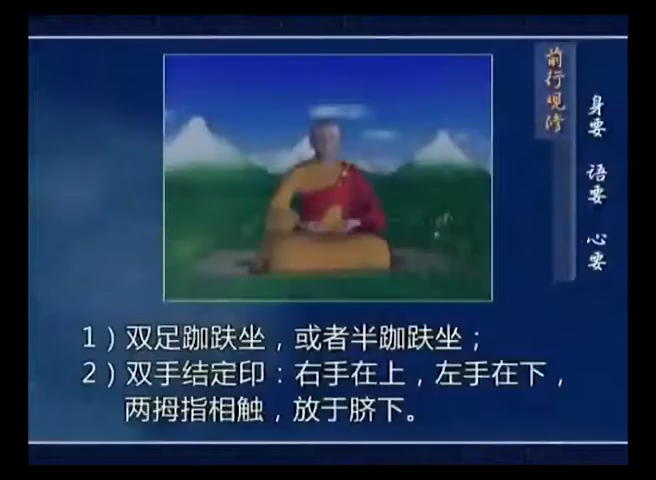 前行观修
身要 语要 心要
1）双足跏趺坐，或者半跏趺坐；
2）双手结定印：右手在上，左手在下，
两拇指相触，放于脐下。